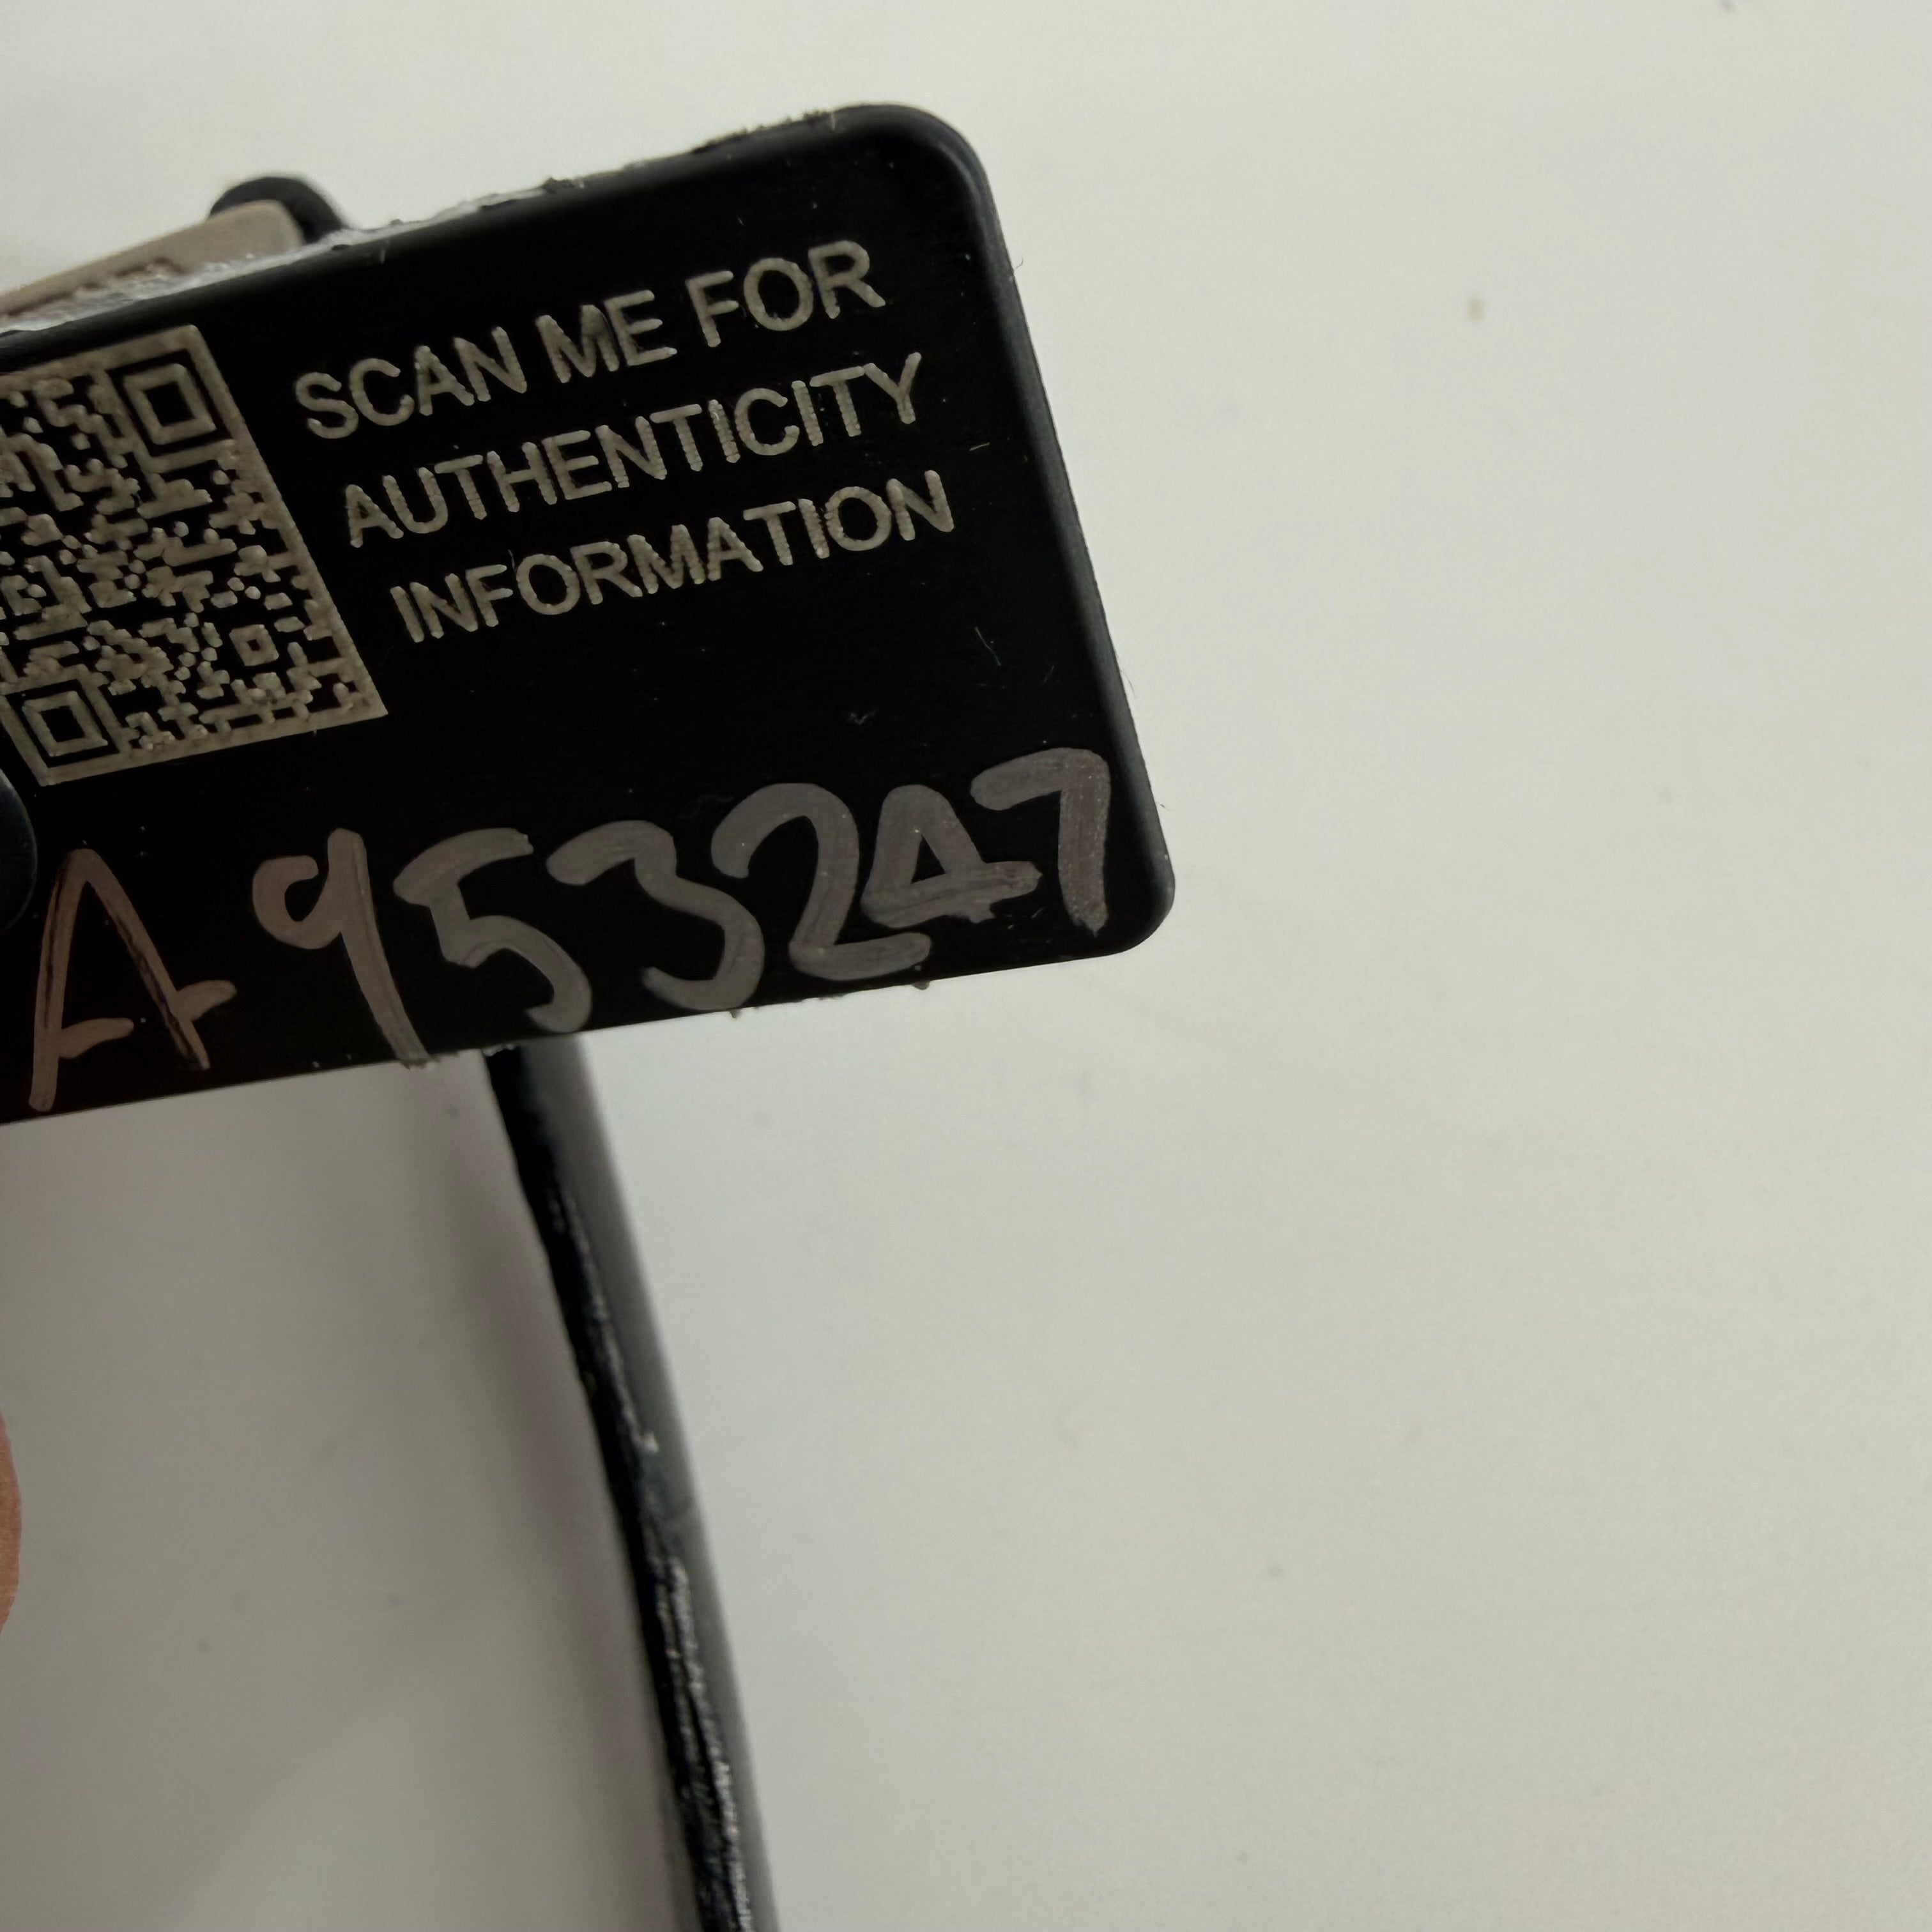 SCAN ME FOR
AUTHENTICITY
INFORMATION
A953247